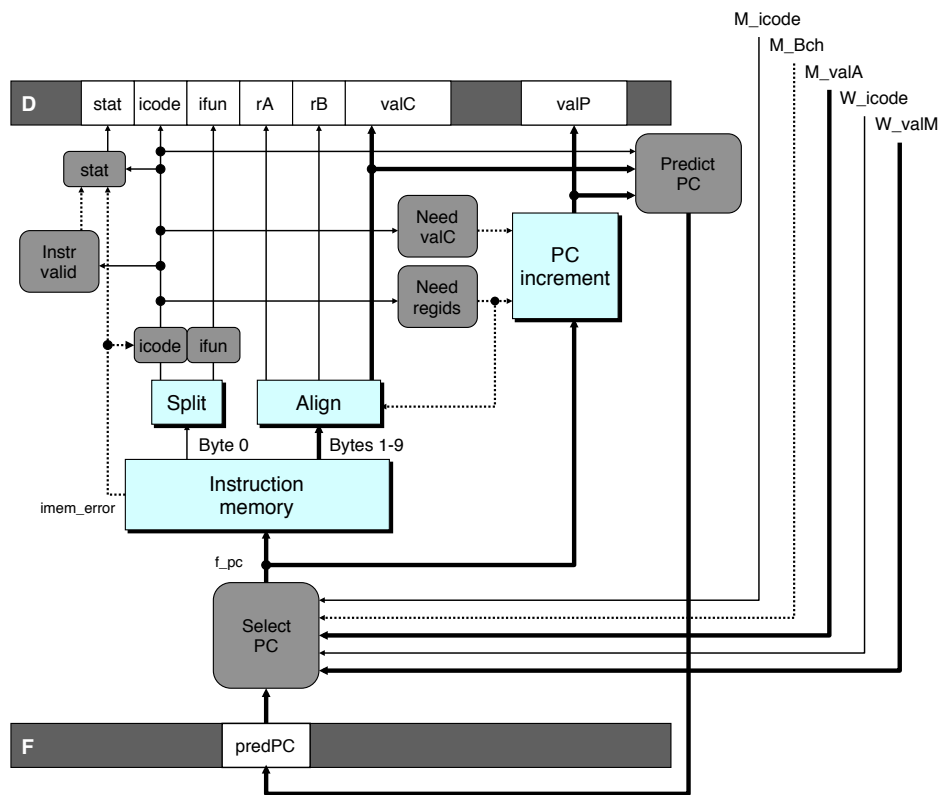 M_icode
M_Bch
M_valA
W_icode
W_valM
D stat icode ifun rA rB valC valP
stat
Predict
PC
Need
valC
Instr
valid
PC
increment
Need
regids
icode ifun
Split
Align
Byte 0
Bytes 1-9
Instruction
memory
imem_error
f_pc
Select
PC
F predPC